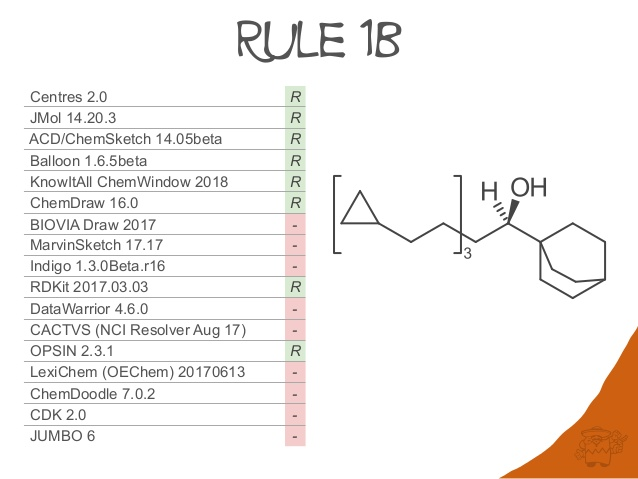 RULE 1B
Centres 2.0 R
JMol 14.20.3 R
ACD/ChemSketch 14.05beta R
Balloon 1.6.5beta R
KnowItAll ChemWindow 2018 R
ChemDraw 16.0 R
BIOVIA Draw 2017 -
MarvinSketch 17.17 -
Indigo 1.3.0Beta.r16 -
RDKit 2017.03.03 R
DataWarrior 4.6.0 -
CACTVS (NCI Resolver Aug 17) -
OPSIN 2.3.1 R
LexiChem (OEChem) 20170613 -
ChemDoodle 7.0.2 -
CDK 2.0 -
JUMBO 6 -
H OH
3